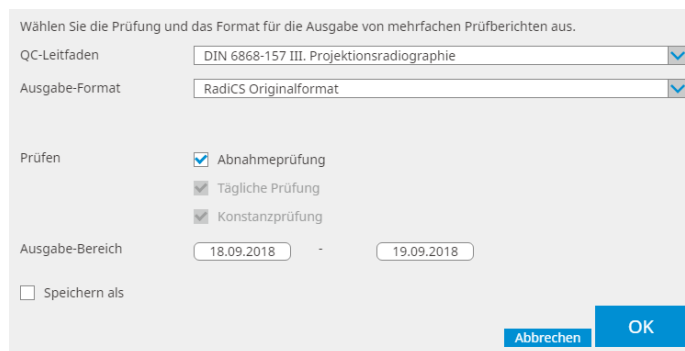 Wählen Sie die Prüfung und das Format für die Ausgabe von mehrfachen Prüfberichten aus.
QC-Leitfaden DIN 6868-157 III. Projektionsradiographie
Ausgabe-Format RadiCS Originalformat
Prüfen Abnahmeprüfung
Tägliche Prüfung
Konstanzprüfung
Ausgabe-Bereich 18.09.2018 - 19.09.2018
Speichern als
Abbrechen OK